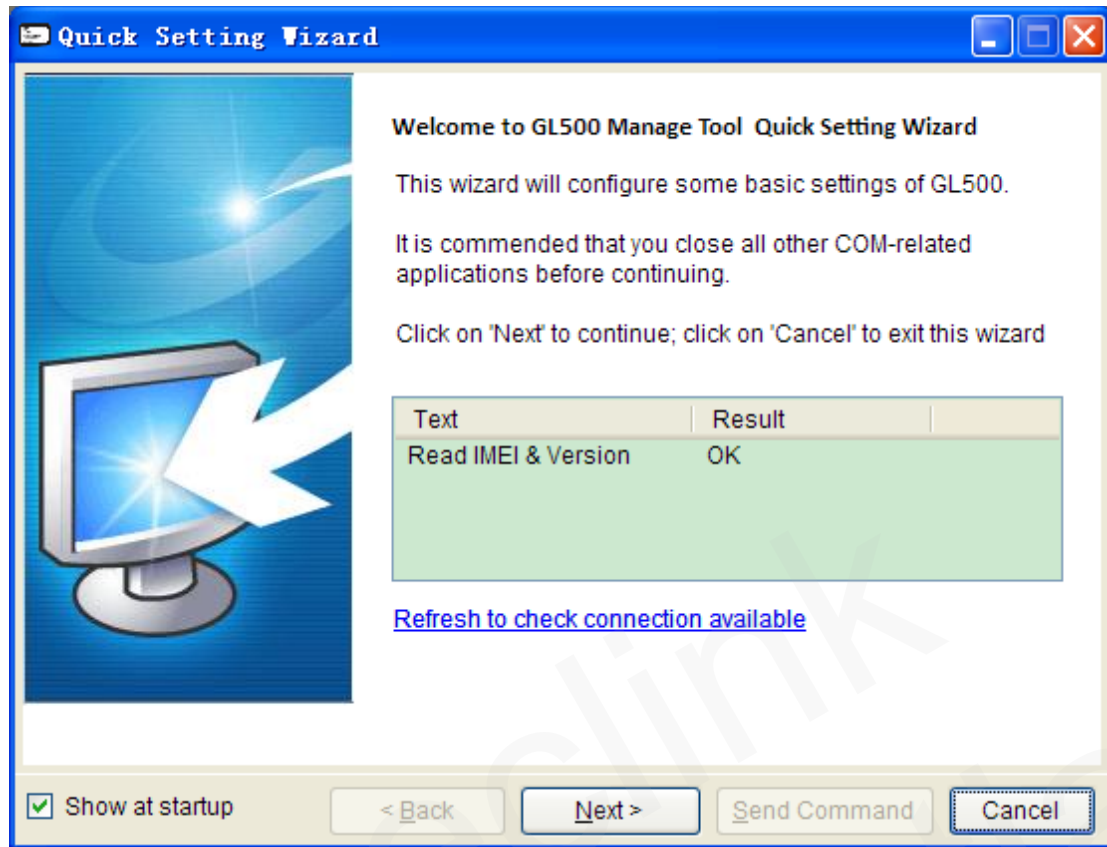 Quick Setting Wizard
Welcome to GL500 Manage Tool Quick Setting Wizard
This wizard will configure some basic settings of GL500.
It is commended that you close all other COM-related
applications before continuing.
Click on 'Next' to continue; click on 'Cancel' to exit this wizard
Text Result
Read IMEI & Version OK
Refresh to check connection available
Show at startup < Back Next > Send Command Cancel